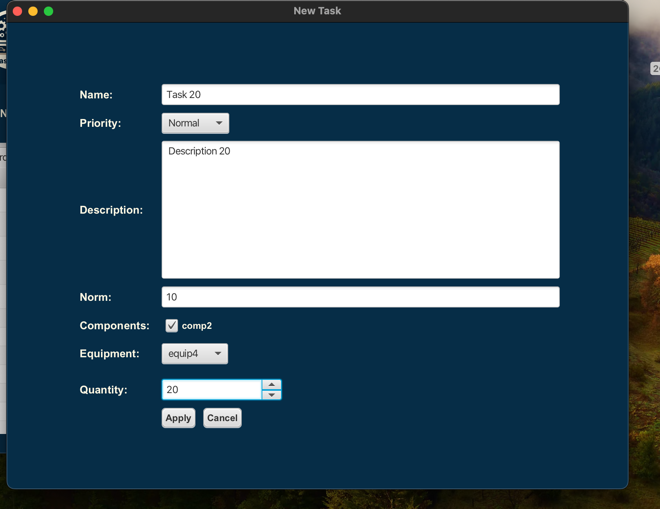 New Task
Name: Task 20
Priority: Normal
Description: Description 20
Norm: 10
Components: comp2
Equipment: equip4
Quantity: 20
Apply Cancel